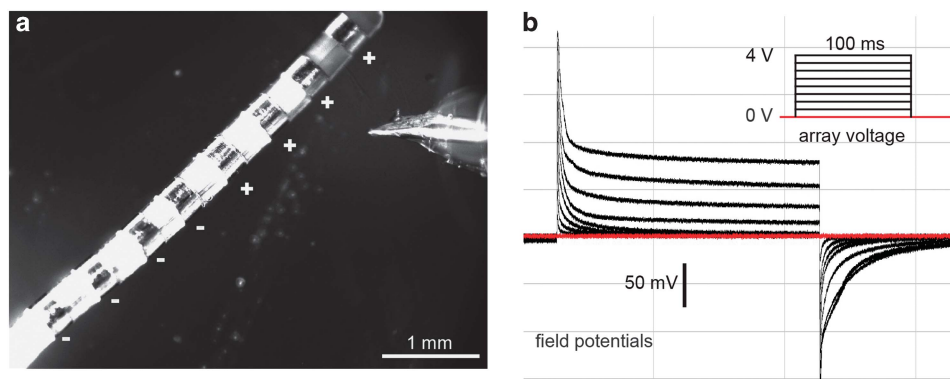 a
+
+
+
+
-
-
-
-
1 mm
b
4 V
100 ms
0 V
array voltage
50 mV
field potentials